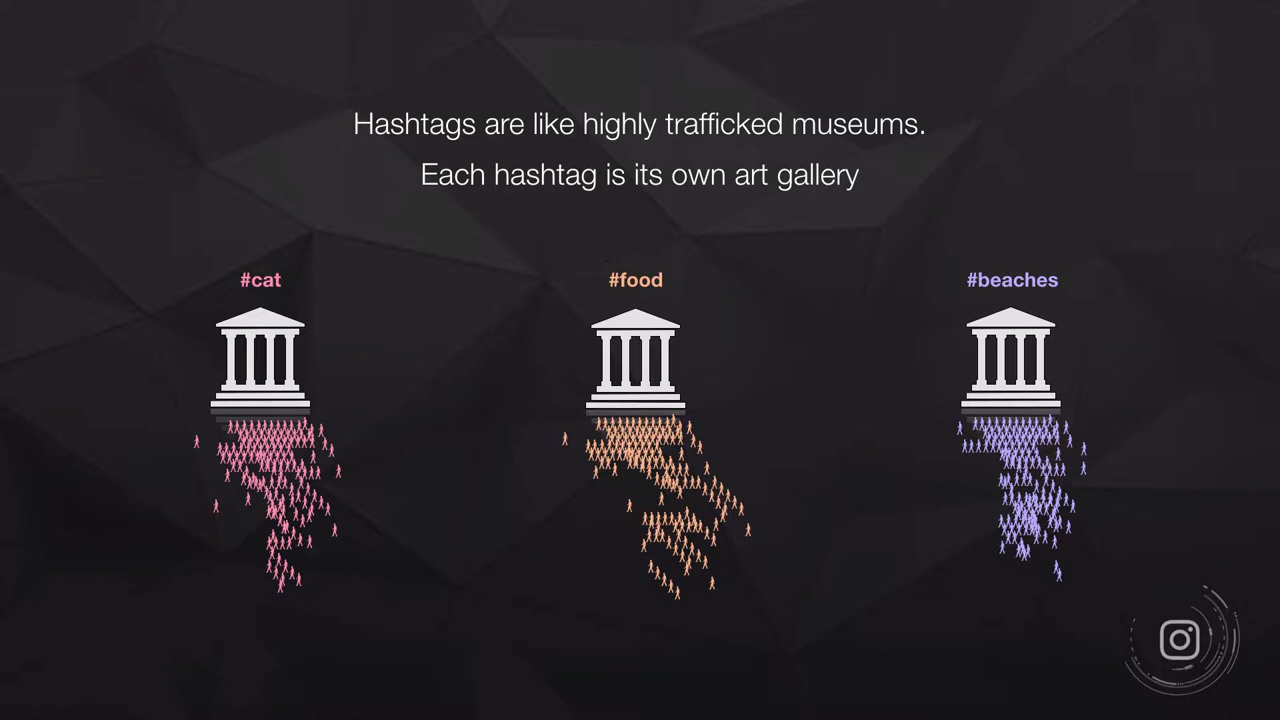 Hashtags are like highly trafficked museums.
Each hashtag is its own art gallery
#cat
#food
#beaches